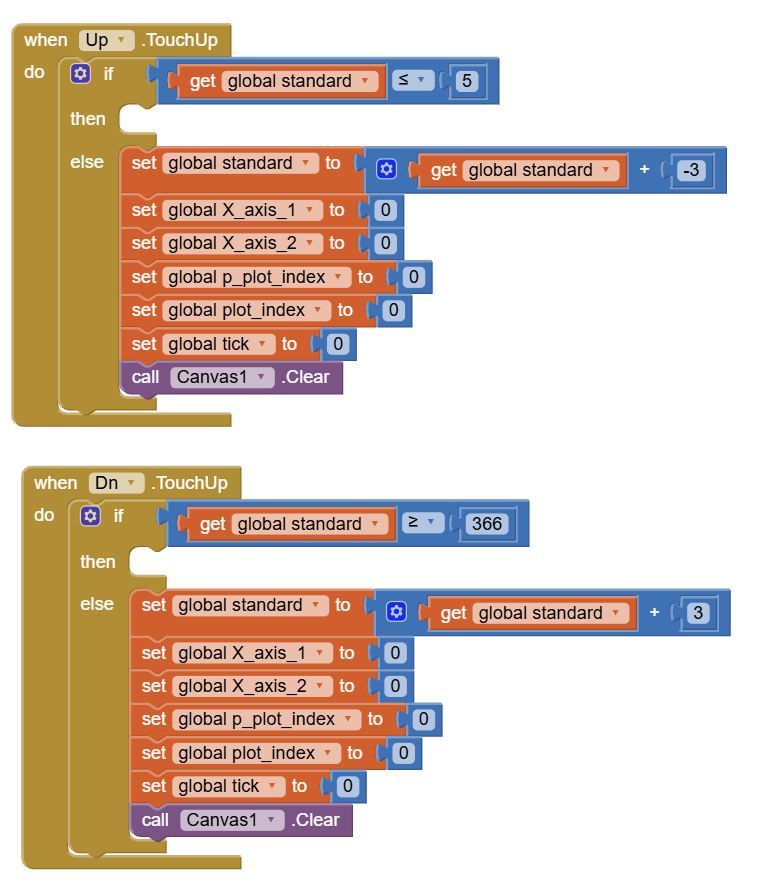 when Up .TouchUp
do if get global standard ≤ 5
then
else set global standard to get global standard + -3
set global X_axis_1 to 0
set global X_axis_2 to 0
set global p_plot_index to 0
set global plot_index to 0
set global tick to 0
call Canvas1 .Clear
when Dn .TouchUp
do if get global standard ≥ 366
then
else set global standard to get global standard + 3
set global X_axis_1 to 0
set global X_axis_2 to 0
set global p_plot_index to 0
set global plot_index to 0
set global tick to 0
call Canvas1 .Clear